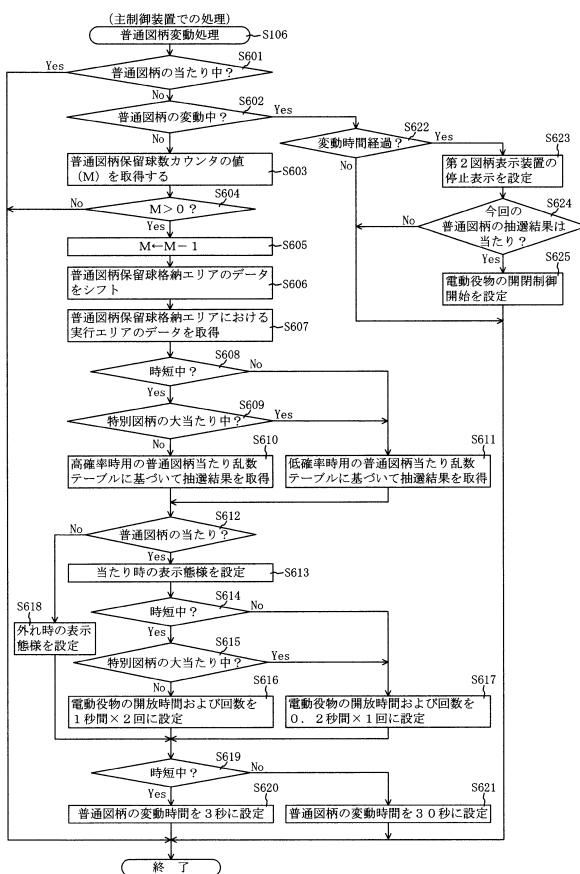 (主制御装置での処理)
普通図柄変動処理
S106
S601
普通図柄の当たり中?
Yes
No
S602
普通図柄の変動中?
Yes
No
S622
変動時間経過?
Yes
No
S623
第2図柄表示装置の
停止表示を設定
S624
今回の
普通図柄の抽選結果は
当たり?
No
Yes
S625
電動役物の開閉制御
開始を設定
普通図柄保留球数カウンタの値
(M)を取得する
S603
S604
M>0?
No
Yes
M←M-1
S605
普通図柄保留球格納エリアのデータ
をシフト
S606
普通図柄保留球格納エリアにおける
実行エリアのデータを取得
S607
S608
時短中?
No
Yes
S609
特別図柄の大当たり中?
Yes
No
S610
高確率時用の普通図柄当たり乱数
テーブルに基づいて抽選結果を取得
S611
低確率時用の普通図柄当たり乱数
テーブルに基づいて抽選結果を取得
S612
普通図柄の当たり?
No
Yes
当たり時の表示態様を設定
S613
S618
外れ時の表示
態様を設定
S614
時短中?
No
Yes
S615
特別図柄の大当たり中?
Yes
No
S616
電動役物の開放時間および回数を
1秒間×2回に設定
S617
電動役物の開放時間および回数を
0.2秒間×1回に設定
S619
時短中?
No
Yes
S620
普通図柄の変動時間を3秒に設定
S621
普通図柄の変動時間を30秒に設定
終了